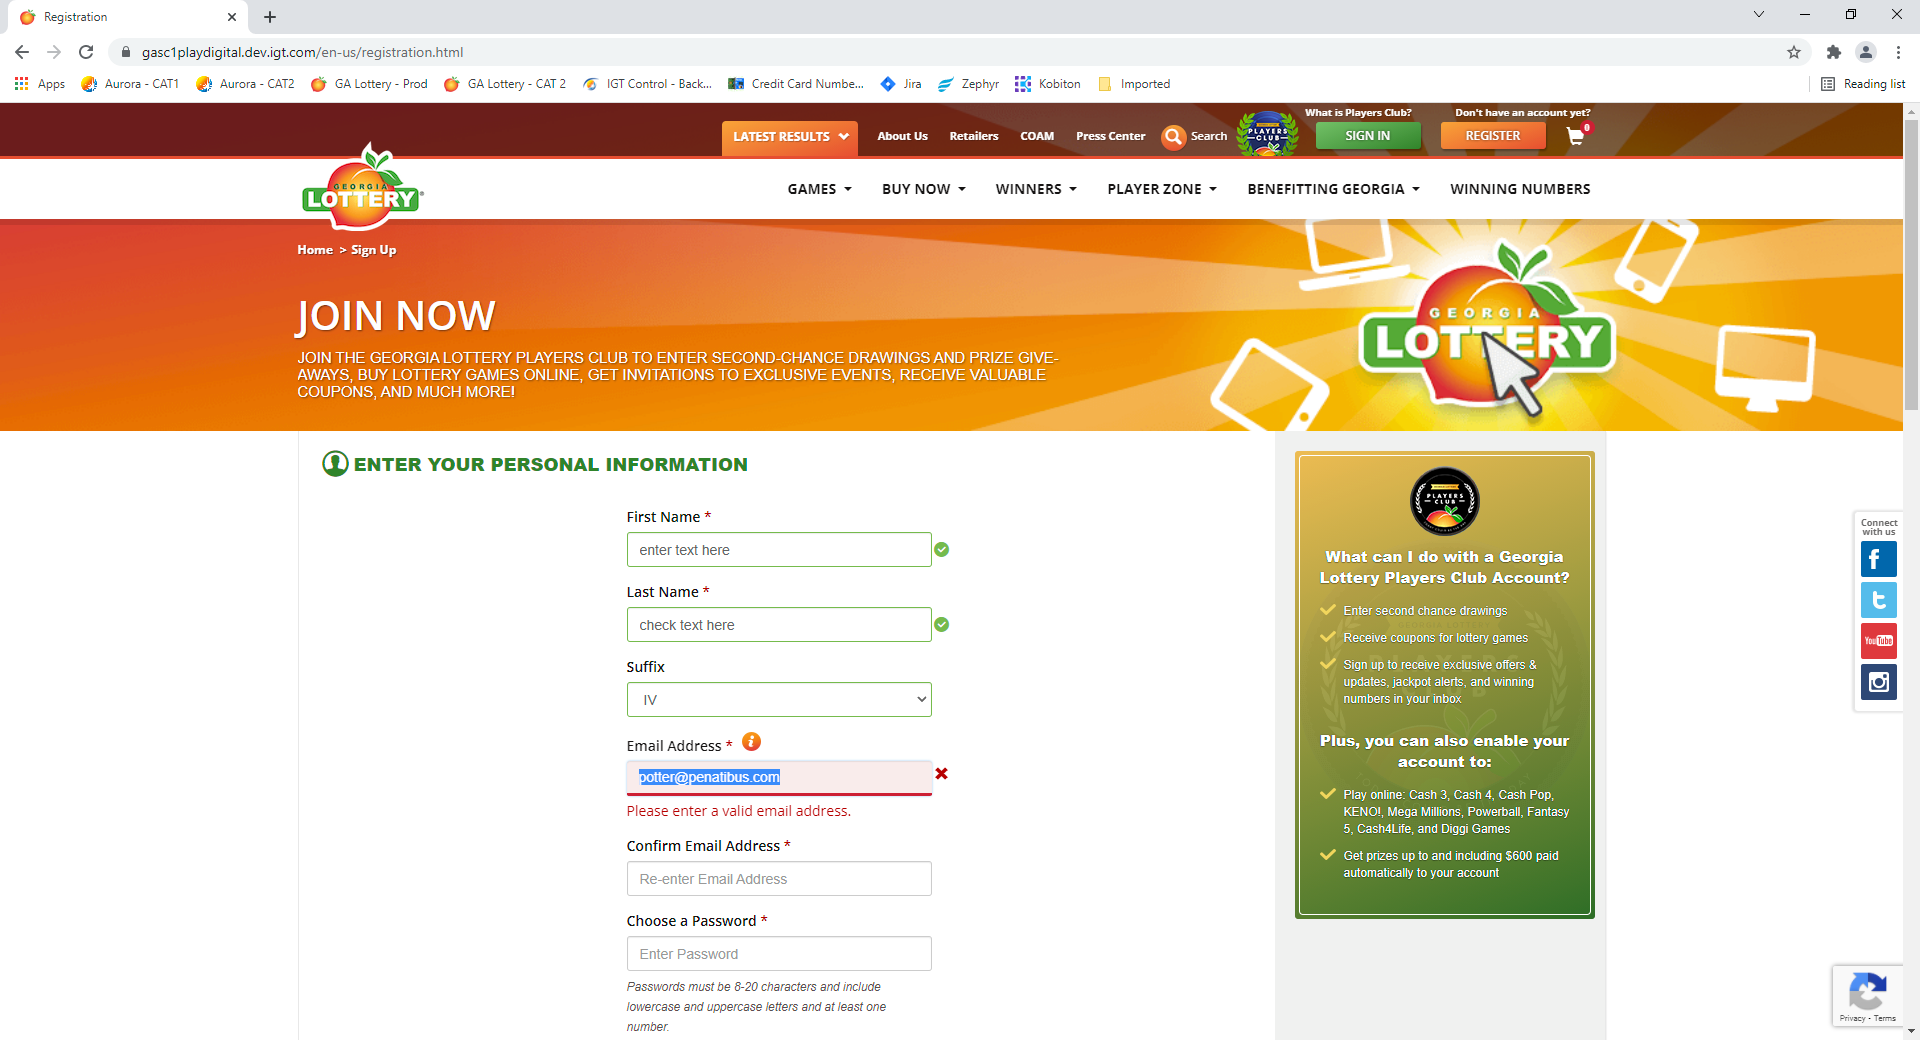 Registration
gasc1playdigital.dev.igt.com/en-us/registration.html
Apps
Aurora - CAT1
Aurora - CAT2
GA Lottery - Prod
GA Lottery - CAT 2
IGT Control - Back...
Credit Card Numbe...
Jira
Zephyr
Kobiton
Imported
Reading list
What is Players Club?
Don't have an account yet?
LATEST RESULTS
About Us
Retailers
COAM
Press Center
Search
PLAYERS
CLUB
SIGN IN
REGISTER
0
GEORGIA
LOTTERY
GAMES
BUY NOW
WINNERS
PLAYER ZONE
BENEFITTING GEORGIA
WINNING NUMBERS
Home > Sign Up
JOIN NOW
JOIN THE GEORGIA LOTTERY PLAYERS CLUB TO ENTER SECOND-CHANCE DRAWINGS AND PRIZE GIVE-
AWAYS, BUY LOTTERY GAMES ONLINE, GET INVITATIONS TO EXCLUSIVE EVENTS, RECEIVE VALUABLE
COUPONS, AND MUCH MORE!
GEORGIA
LOTTERY
ENTER YOUR PERSONAL INFORMATION
First Name *
enter text here
Last Name *
check text here
Suffix
IV
Email Address *
potter@penatibus.com
Please enter a valid email address.
Confirm Email Address *
Re-enter Email Address
Choose a Password *
Enter Password
Passwords must be 8-20 characters and include
lowercase and uppercase letters and at least one
number.
PLAYERS
CLUB
What can I do with a Georgia
Lottery Players Club Account?
Enter second chance drawings
Receive coupons for lottery games
Sign up to receive exclusive offers &
updates, jackpot alerts, and winning
numbers in your inbox
Plus, you can also enable your
account to:
Play online: Cash 3, Cash 4, Cash Pop,
KENO!, Mega Millions, Powerball, Fantasy
5, Cash4Life, and Diggi Games
Get prizes up to and including $600 paid
automatically to your account
Connect
with us
YouTube
Privacy - Terms